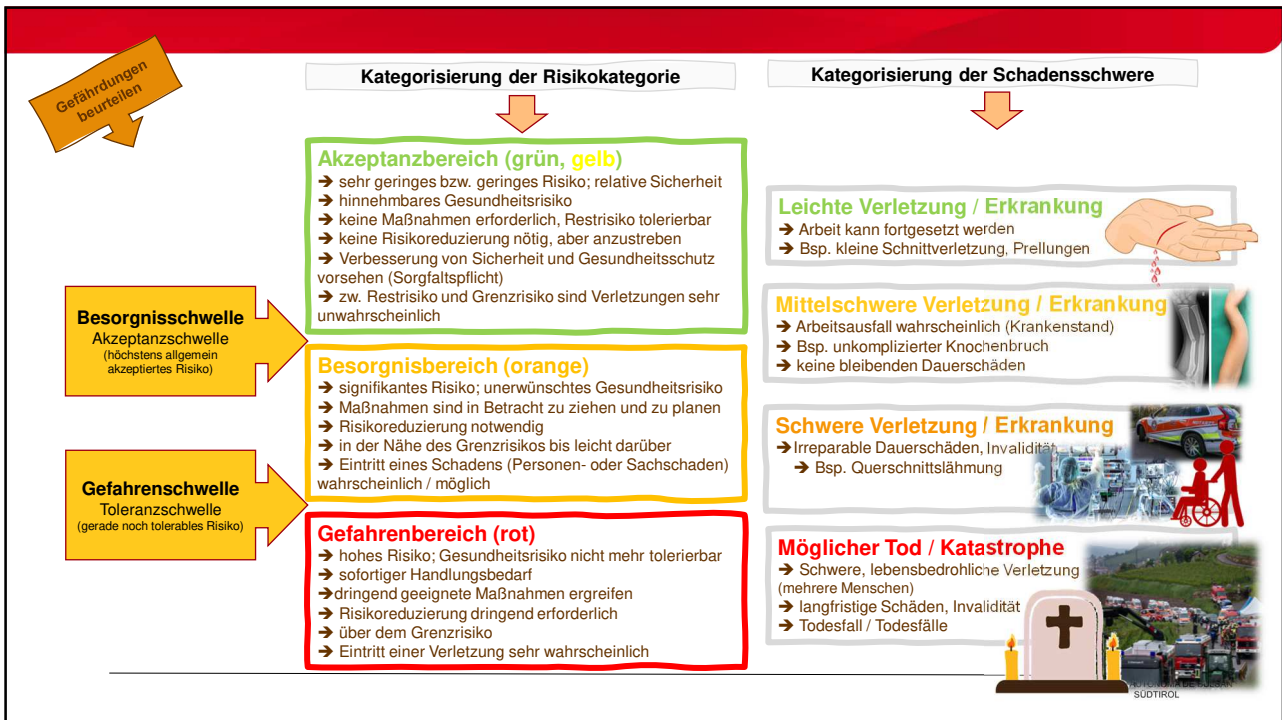 Gefährdungen
beurteilen
Kategorisierung der Risikokategorie
Akzeptanzbereich (grün, gelb)
➔ sehr geringes bzw. geringes Risiko; relative Sicherheit
➔ hinnehmbares Gesundheitsrisiko
➔ keine Maßnahmen erforderlich, Restrisiko tolerierbar
➔ keine Risikoreduzierung nötig, aber anzustreben
➔ Verbesserung von Sicherheit und Gesundheitsschutz
vorsehen (Sorgfaltspflicht)
➔ zw. Restrisiko und Grenzrisiko sind Verletzungen sehr
unwahrscheinlich
Besorgnisschwelle
Akzeptanzschwelle
(höchstens allgemein
akzeptiertes Risiko)
Besorgnisbereich (orange)
➔ signifikantes Risiko; unerwünschtes Gesundheitsrisiko
➔ Maßnahmen sind in Betracht zu ziehen und zu planen
➔ Risikoreduzierung notwendig
➔ in der Nähe des Grenzrisikos bis leicht darüber
➔ Eintritt eines Schadens (Personen- oder Sachschaden)
wahrscheinlich / möglich
Gefahrenschwelle
Toleranzschwelle
(gerade noch tolerables Risiko)
Gefahrenbereich (rot)
➔ hohes Risiko; Gesundheitsrisiko nicht mehr tolerierbar
➔ sofortiger Handlungsbedarf
➔dringend geeignete Maßnahmen ergreifen
➔ Risikoreduzierung dringend erforderlich
➔ über dem Grenzrisiko
➔ Eintritt einer Verletzung sehr wahrscheinlich
Kategorisierung der Schadensschwere
Leichte Verletzung / Erkrankung
➔ Arbeit kann fortgesetzt werden
➔ Bsp. kleine Schnittverletzung, Prellungen
Mittelschwere Verletzung / Erkrankung
➔ Arbeitsausfall wahrscheinlich (Krankenstand)
➔ Bsp. unkomplizierter Knochenbruch
➔ keine bleibenden Dauerschäden
Schwere Verletzung / Erkrankung
➔Irreparable Dauerschäden, Invalidität
➔ Bsp. Querschnittslähmung
Möglicher Tod / Katastrophe
➔ Schwere, lebensbedrohliche Verletzung
(mehrere Menschen)
➔ langfristige Schäden, Invalidität
➔ Todesfall / Todesfälle
SÜDTIROL